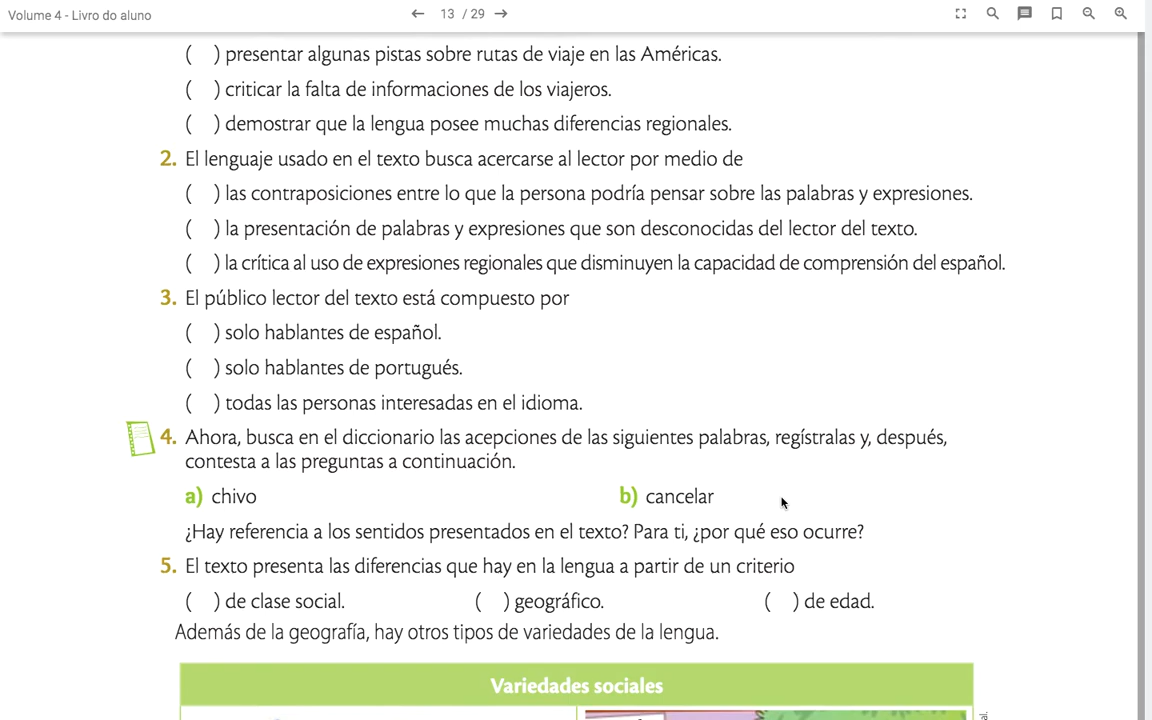 Volume 4 - Livro do aluno
13 / 29
( ) presentar algunas pistas sobre rutas de viaje en las Américas.
( ) criticar la falta de informaciones de los viajeros.
( ) demostrar que la lengua posee muchas diferencias regionales.
2. El lenguaje usado en el texto busca acercarse al lector por medio de
( ) las contraposiciones entre lo que la persona podría pensar sobre las palabras y expresiones.
( ) la presentación de palabras y expresiones que son desconocidas del lector del texto.
( ) la crítica al uso de expresiones regionales que disminuyen la capacidad de comprensión del español.
3. El público lector del texto está compuesto por
( ) solo hablantes de español.
( ) solo hablantes de portugués.
( ) todas las personas interesadas en el idioma.
4. Ahora, busca en el diccionario las acepciones de las siguientes palabras, regístralas y, después,
contesta a las preguntas a continuación.
a) chivo b) cancelar
¿Hay referencia a los sentidos presentados en el texto? Para ti, ¿por qué eso ocurre?
5. El texto presenta las diferencias que hay en la lengua a partir de un criterio
( ) de clase social. ( ) geográfico. ( ) de edad.
Además de la geografía, hay otros tipos de variedades de la lengua.
Variedades sociales